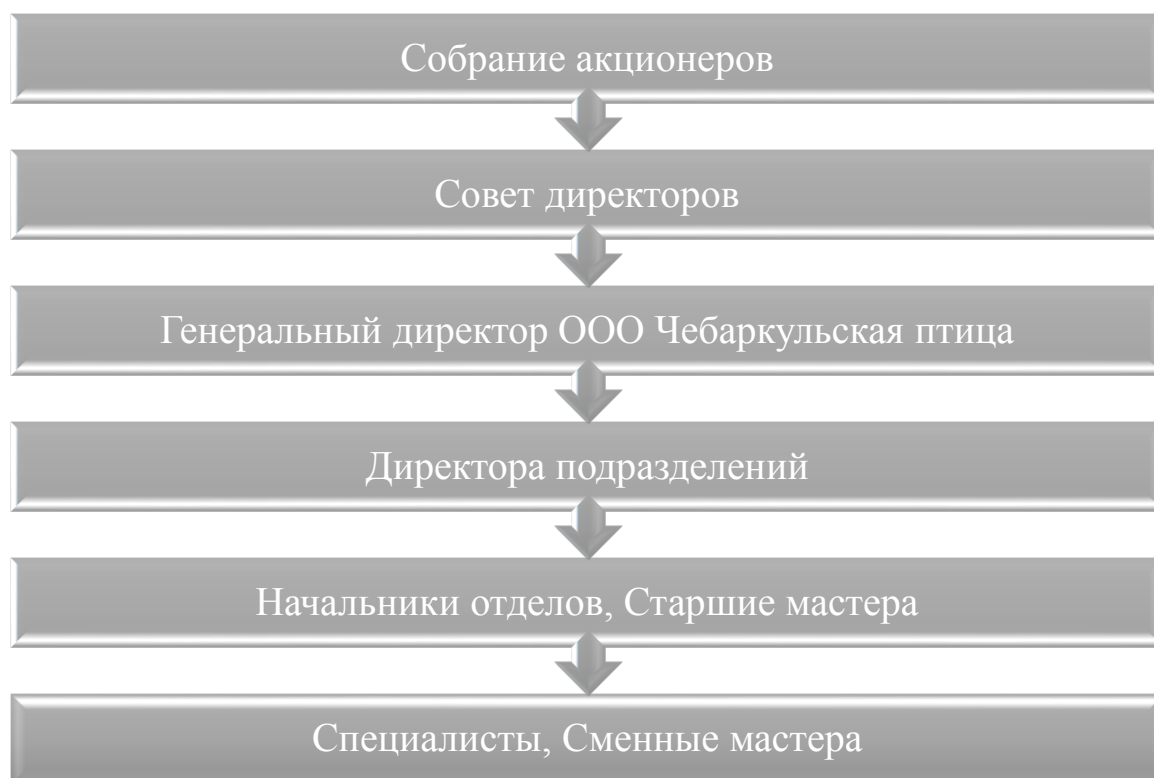 Собрание акционеров
Совет директоров
Генеральный директор ООО Чебаркульская птица
Директора подразделений
Начальники отделов, Старшие мастера
Специалисты, Сменные мастера